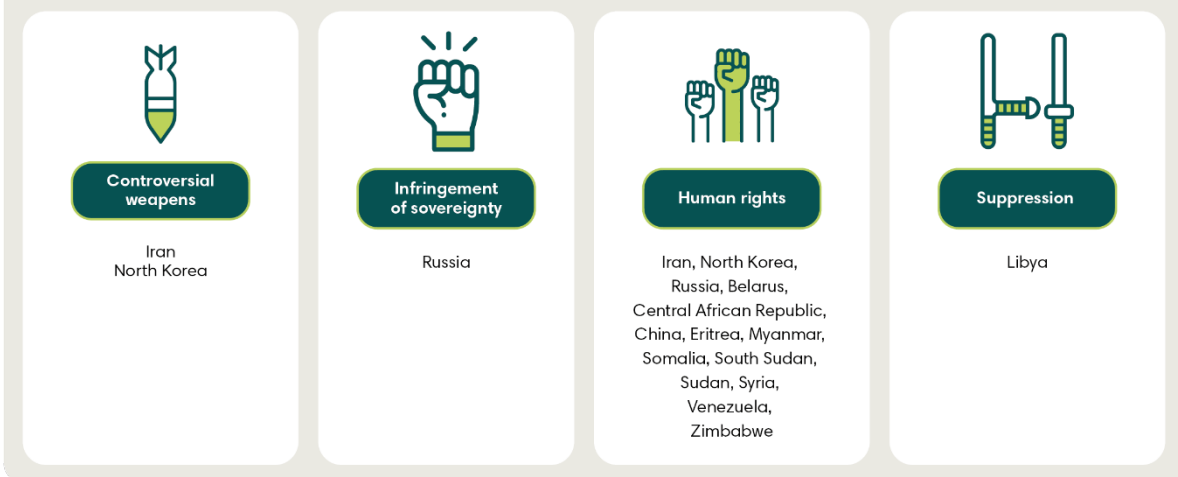 Controversial
weapens
Iran
North Korea
Infringement
of sovereignty
Russia
Human rights
Iran, North Korea,
Russia, Belarus,
Central African Republic,
China, Eritrea, Myanmar,
Somalia, South Sudan,
Sudan, Syria,
Venezuela,
Zimbabwe
Suppression
Libya